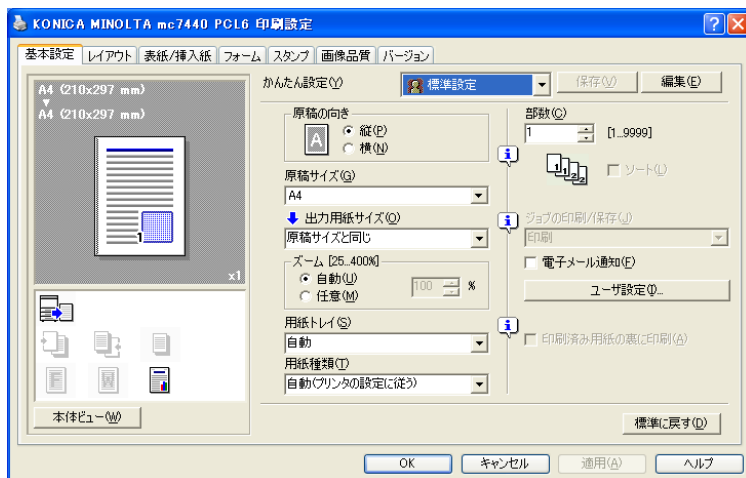 KONICA MINOLTA mc7440 PCL6 印刷設定
基本設定 レイアウト 表紙/挿入紙 フォーム スタンプ 画像品質 バージョン
A4 (210x297 mm)
A4 (210x297 mm)
1
x1
本体ビュー(W)
かんたん設定(Y) 標準設定 保存(V) 編集(E)
原稿の向き
A
縦(P)
横(N)
原稿サイズ(G)
A4
出力用紙サイズ(O)
原稿サイズと同じ
ズーム [25...400%]
自動(U)
任意(M)
100 %
用紙トレイ(S)
自動
用紙種類(T)
自動(プリンタの設定に従う)
部数(C)
1 [1...9999]
1122
ソート(L)
ジョブの印刷/保存(J)
印刷
電子メール通知(F)
ユーザ設定(I)...
印刷済み用紙の裏に印刷(A)
標準に戻す(D)
OK キャンセル 適用(A) ヘルプ